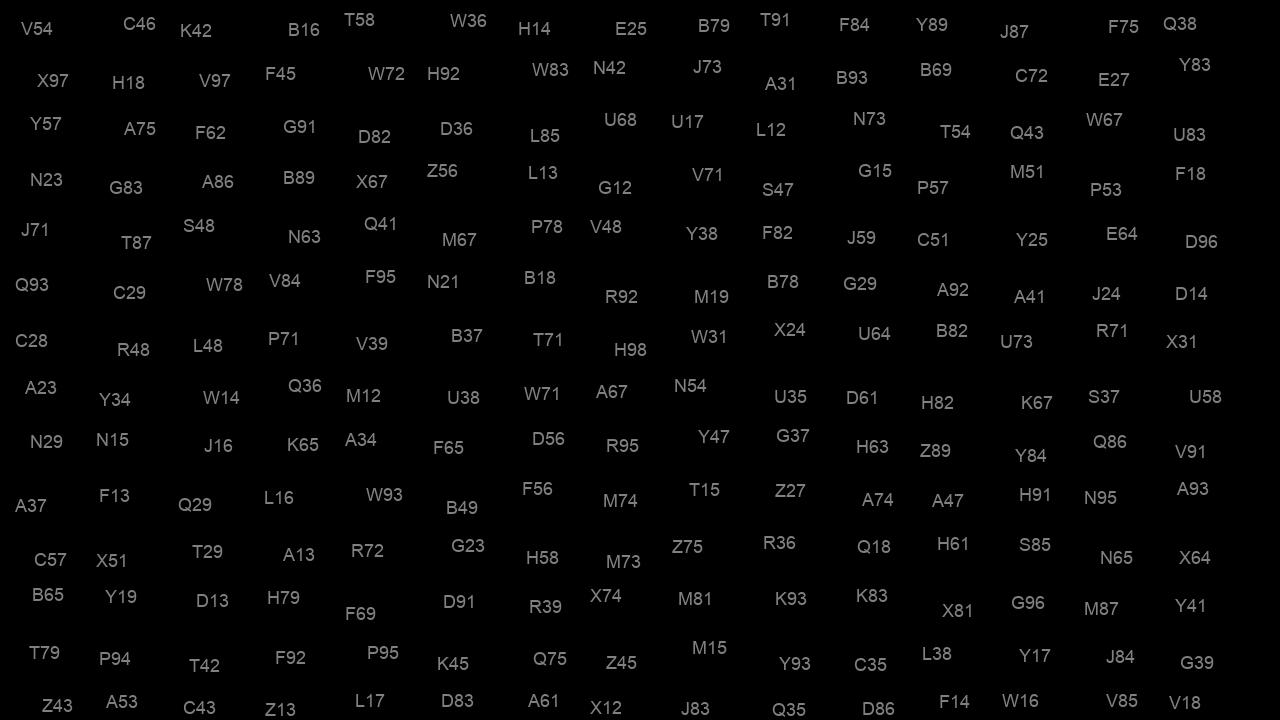 V54 C46 K42 B16 T58 W36 H14 E25 B79 T91 F84 Y89 J87 F75 Q38
X97 H18 V97 F45 W72 H92 W83 N42 J73 A31 B93 B69 C72 E27 Y83
Y57 A75 F62 G91 D82 D36 L85 U68 U17 L12 N73 T54 Q43 W67 U83
N23 G83 A86 B89 X67 Z56 L13 G12 V71 S47 G15 P57 M51 P53 F18
J71 T87 S48 N63 Q41 M67 P78 V48 Y38 F82 J59 C51 Y25 E64 D96
Q93 C29 W78 V84 F95 N21 B18 R92 M19 B78 G29 A92 A41 J24 D14
C28 R48 L48 P71 V39 B37 T71 H98 W31 X24 U64 B82 U73 R71 X31
A23 Y34 W14 Q36 M12 U38 W71 A67 N54 U35 D61 H82 K67 S37 U58
N29 N15 J16 K65 A34 F65 D56 R95 Y47 G37 H63 Z89 Y84 Q86 V91
A37 F13 Q29 L16 W93 B49 F56 M74 T15 Z27 A74 A47 H91 N95 A93
C57 X51 T29 A13 R72 G23 H58 M73 Z75 R36 Q18 H61 S85 N65 X64
B65 Y19 D13 H79 F69 D91 R39 X74 M81 K93 K83 X81 G96 M87 Y41
T79 P94 T42 F92 P95 K45 Q75 Z45 M15 Y93 C35 L38 Y17 J84 G39
Z43 A53 C43 Z13 L17 D83 A61 X12 J83 Q35 D86 F14 W16 V85 V18